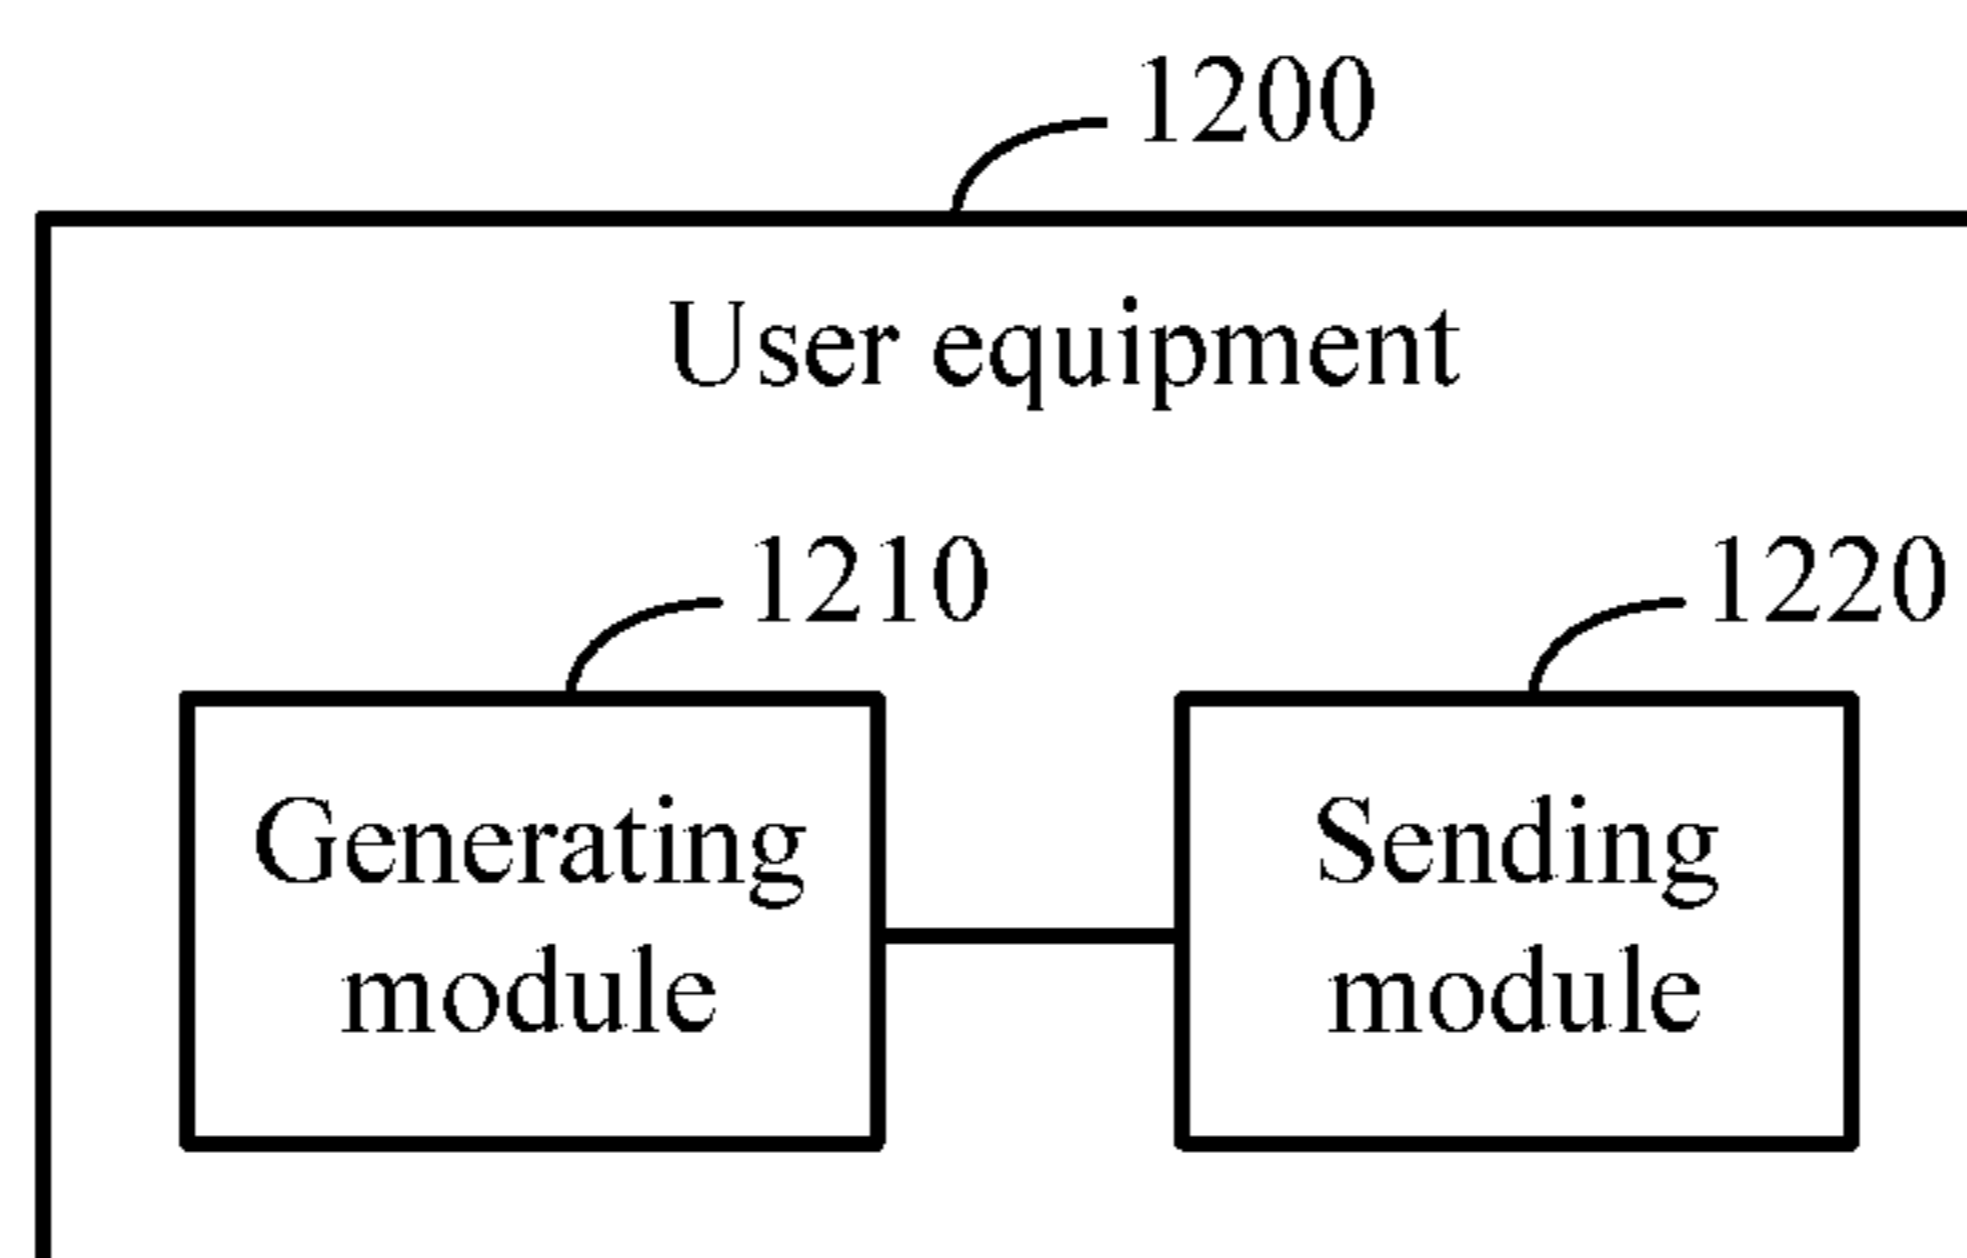 1200
User equipment
1210
1220
Generating
module
Sending
module